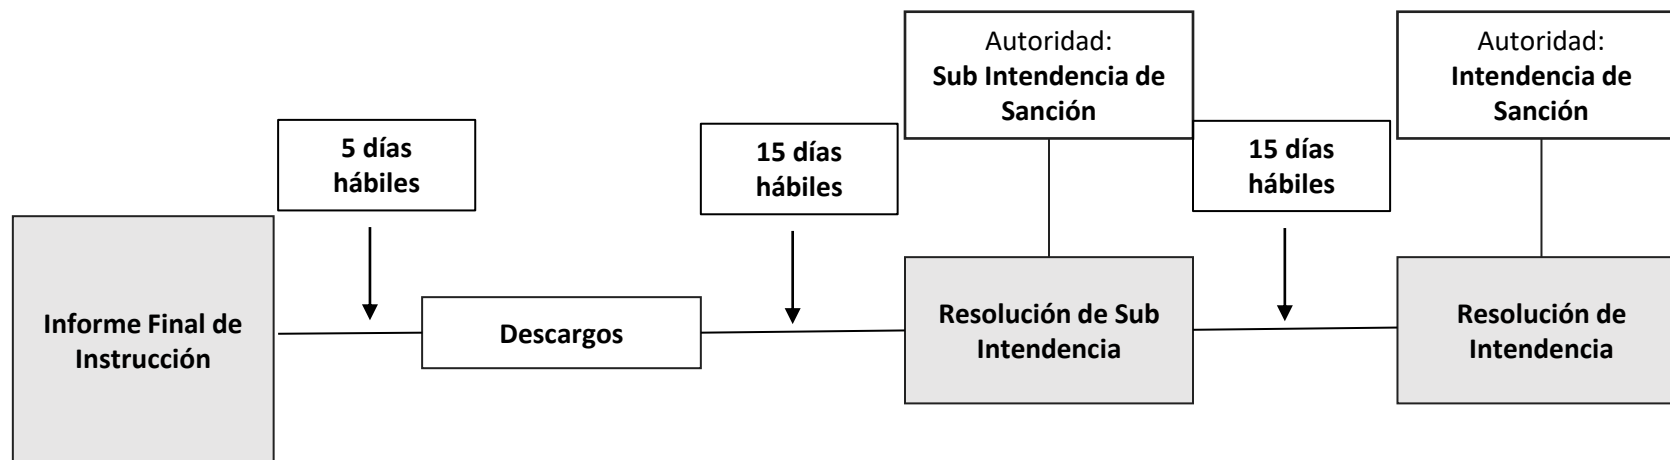 Autoridad:
Sub Intendencia de
Sanción
Autoridad:
Intendencia de
Sanción
5 días
hábiles
15 días
hábiles
15 días
hábiles
Informe Final de
Instrucción
Descargos
Resolución de Sub
Intendencia
Resolución de
Intendencia